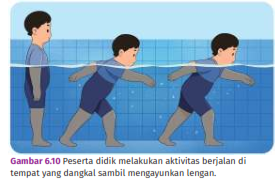 Gambar 6.10 Peserta didik melakukan aktivitas berjalan di
tempat yang dangkal sambil mengayunkan lengan.